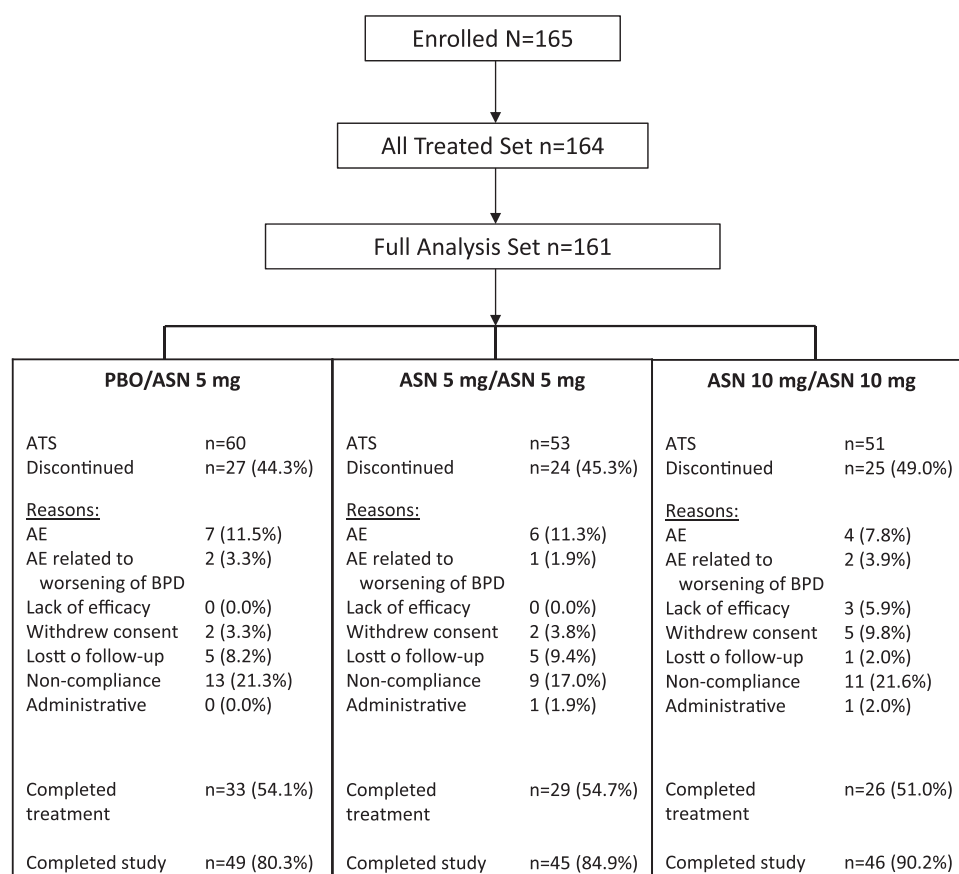 Enrolled N=165
All Treated Set n=164
Full Analysis Set n=161
PBO/ASN 5 mg
ATS n=60
Discontinued n=27 (44.3%)
Reasons:
AE 7 (11.5%)
AE related to 2 (3.3%)
worsening of BPD
Lack of efficacy 0 (0.0%)
Withdrew consent 2 (3.3%)
Lostt o follow-up 5 (8.2%)
Non-compliance 13 (21.3%)
Administrative 0 (0.0%)
Completed n=33 (54.1%)
treatment
Completed study n=49 (80.3%)
ASN 5 mg/ASN 5 mg
ATS n=53
Discontinued n=24 (45.3%)
Reasons:
AE 6 (11.3%)
AE related to 1 (1.9%)
worsening of BPD
Lack of efficacy 0 (0.0%)
Withdrew consent 2 (3.8%)
Lostt o follow-up 5 (9.4%)
Non-compliance 9 (17.0%)
Administrative 1 (1.9%)
Completed n=29 (54.7%)
treatment
Completed study n=45 (84.9%)
ASN 10 mg/ASN 10 mg
ATS n=51
Discontinued n=25 (49.0%)
Reasons:
AE 4 (7.8%)
AE related to 2 (3.9%)
worsening of BPD
Lack of efficacy 3 (5.9%)
Withdrew consent 5 (9.8%)
Lostt o follow-up 1 (2.0%)
Non-compliance 11 (21.6%)
Administrative 1 (2.0%)
Completed n=26 (51.0%)
treatment
Completed study n=46 (90.2%)